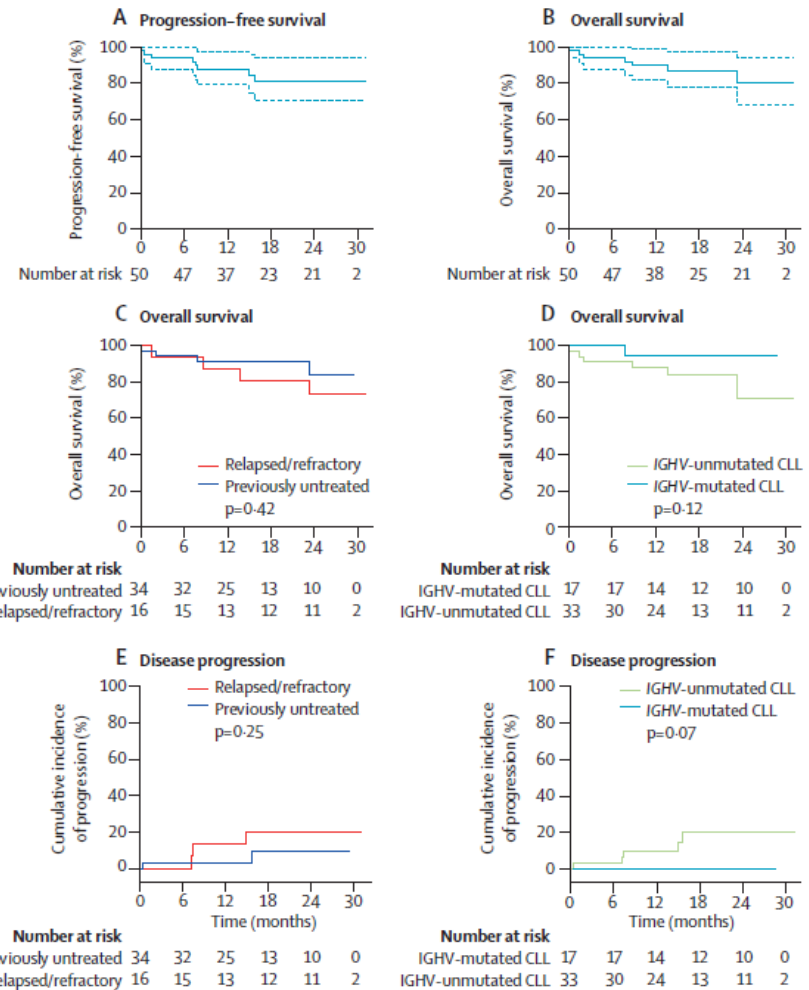 A Progression-free survival
Progression-free survival (%)
100
80
60
40
20
0
0 6 12 18 24 30
Number at risk 50 47 37 23 21 2
B Overall survival
Overall survival (%)
100
80
60
40
20
0
0 6 12 18 24 30
Number at risk 50 47 38 25 21 2
C Overall survival
Overall survival (%)
100
80
60
40
20
0
Relapsed/refractory
Previously untreated
p=0·42
0 6 12 18 24 30
Number at risk
viously untreated 34 32 25 13 10 0
elapsed/refractory 16 15 13 12 11 2
D Overall survival
Overall survival (%)
100
80
60
40
20
0
IGHV-unmutated CLL
IGHV-mutated CLL
p=0·12
0 6 12 18 24 30
Number at risk
IGHV-mutated CLL 17 17 14 12 10 0
IGHV-unmutated CLL 33 30 24 13 11 2
E Disease progression
Cumulative incidence
of progression (%)
100
80
60
40
20
0
Relapsed/refractory
Previously untreated
p=0·25
0 6 12 18 24 30
Time (months)
Number at risk
viously untreated 34 32 25 13 10 0
elapsed/refractory 16 15 13 12 11 2
F Disease progression
Cumulative incidence
of progression (%)
100
80
60
40
20
0
IGHV-unmutated CLL
IGHV-mutated CLL
p=0·07
0 6 12 18 24 30
Time (months)
Number at risk
IGHV-mutated CLL 17 17 14 12 10 0
IGHV-unmutated CLL 33 30 24 13 11 2